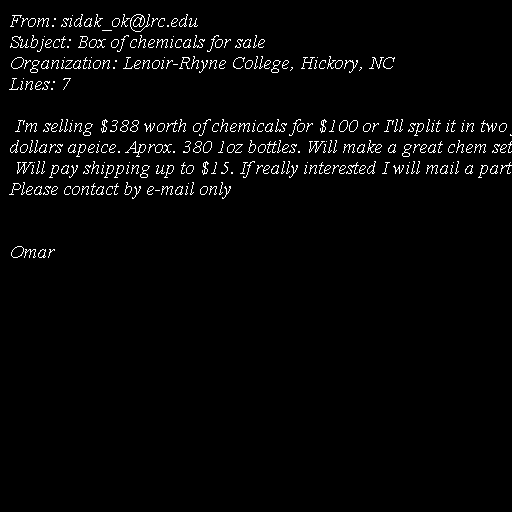 From: sidak_ok@lrc.edu
Subject: Box of chemicals for sale
Organization: Lenoir-Rhyne College, Hickory, NC
Lines: 7
I'm selling $388 worth of chemicals for $100 or I'll split it in two
dollars apeice. Aprox. 380 1oz bottles. Will make a great chem set
Will pay shipping up to $15. If really interested I will mail a part
Please contact by e-mail only
Omar